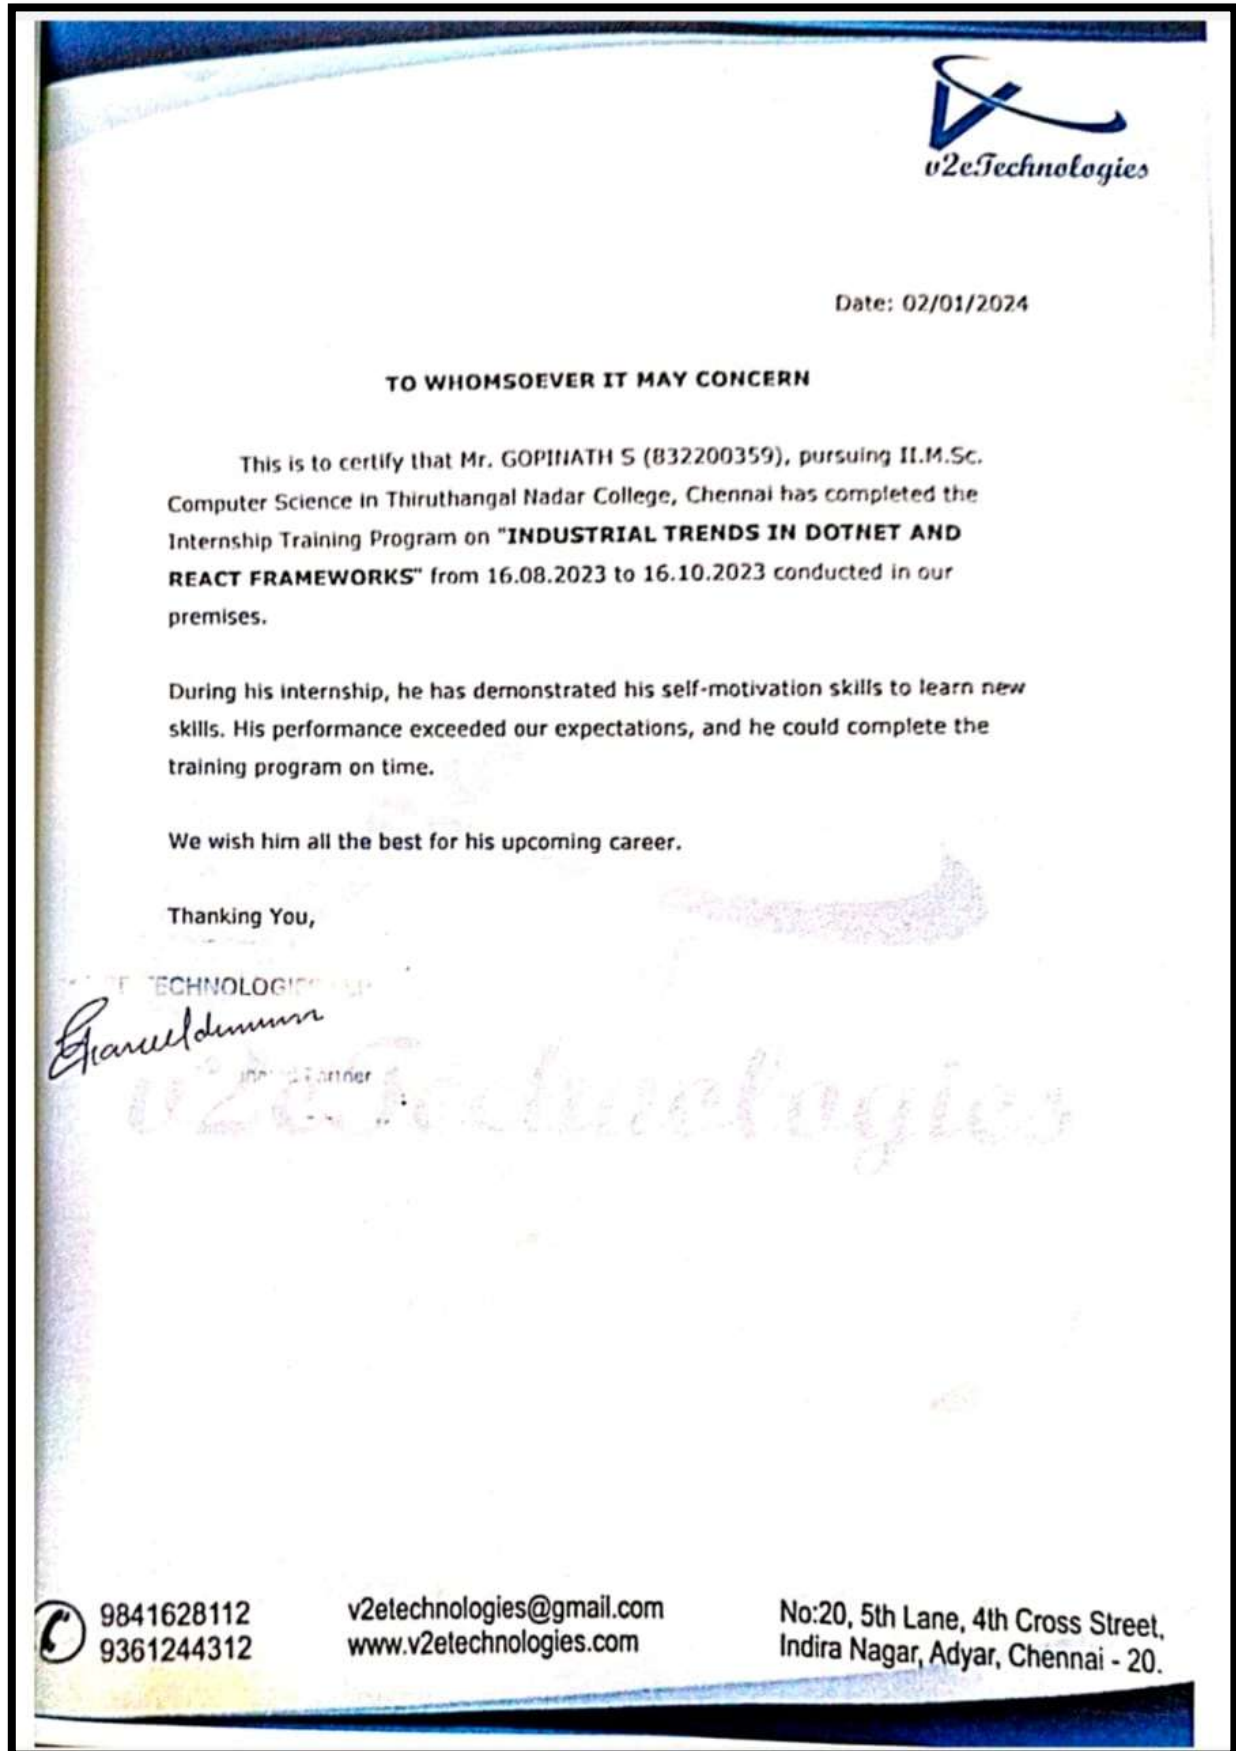 v2eTechnologies
Date: 02/01/2024
TO WHOMSOEVER IT MAY CONCERN
This is to certify that Mr. GOPINATH S (832200359), pursuing II.M.Sc.
Computer Science in Thiruthangal Nadar College, Chennai has completed the
Internship Training Program on "INDUSTRIAL TRENDS IN DOTNET AND
REACT FRAMEWORKS" from 16.08.2023 to 16.10.2023 conducted in our
premises.
During his internship, he has demonstrated his self-motivation skills to learn new
skills. His performance exceeded our expectations, and he could complete the
training program on time.
We wish him all the best for his upcoming career.
Thanking You,
v2eTechnologies
9841628112
9361244312
v2etechnologies@gmail.com
www.v2etechnologies.com
No:20, 5th Lane, 4th Cross Street,
Indira Nagar, Adyar, Chennai - 20.